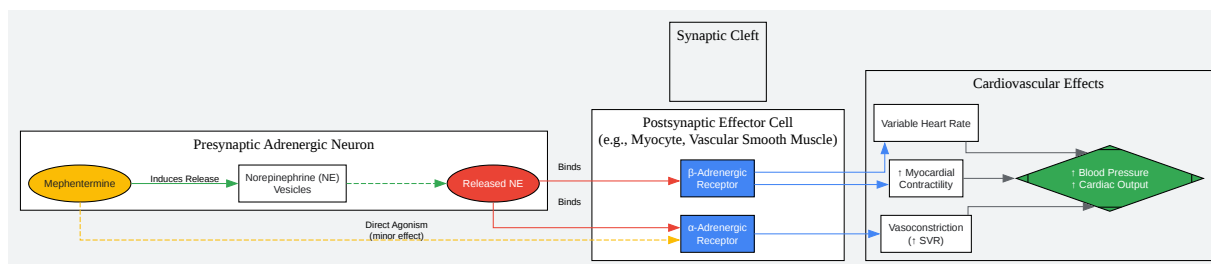 Synaptic Cleft
Cardiovascular Effects
Postsynaptic Effector Cell
(e.g., Myocyte, Vascular Smooth Muscle)
Presynaptic Adrenergic Neuron
Mephentermine
Induces Release
Norepinephrine (NE)
Vesicles
Released NE
Binds
Binds
Direct Agonism
(minor effect)
β-Adrenergic
Receptor
α-Adrenergic
Receptor
Variable Heart Rate
↑ Myocardial
Contractility
Vasoconstriction
(↑ SVR)
↑ Blood Pressure
↑ Cardiac Output